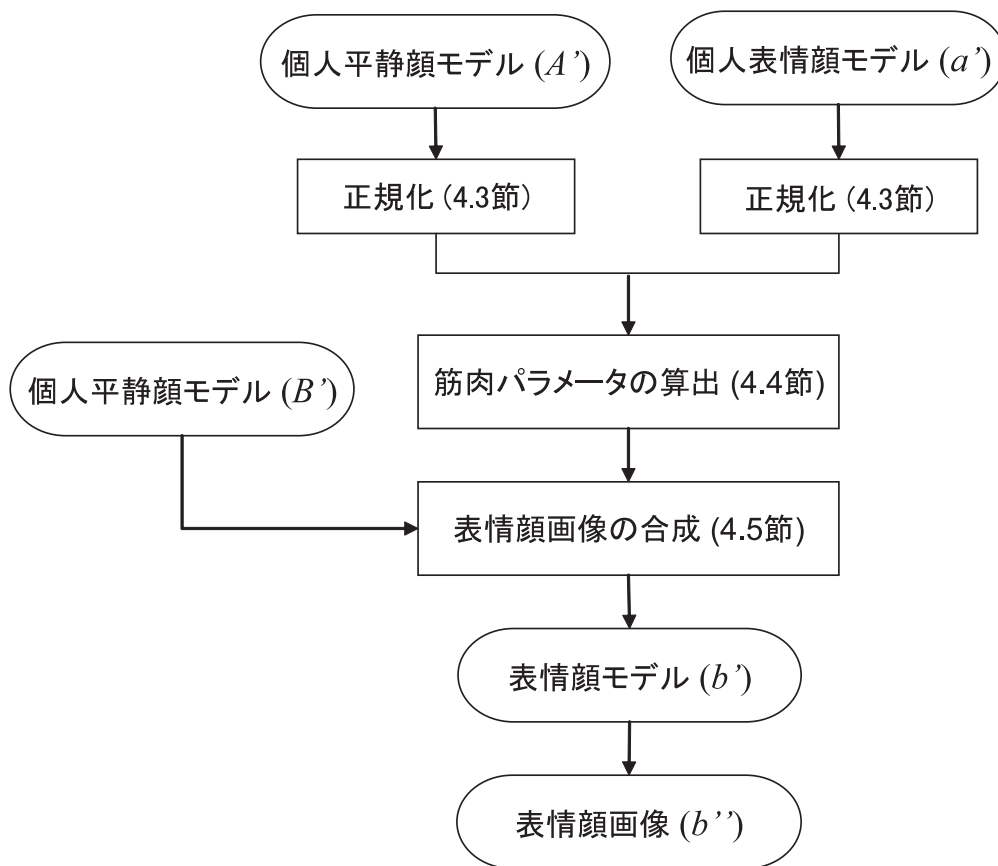 個人平静顔モデル (A’)
個人表情顔モデル (a’)
正規化 (4.3節)
正規化 (4.3節)
筋肉パラメータの算出 (4.4節)
個人平静顔モデル (B’)
表情顔画像の合成 (4.5節)
表情顔モデル (b’)
表情顔画像 (b’’)